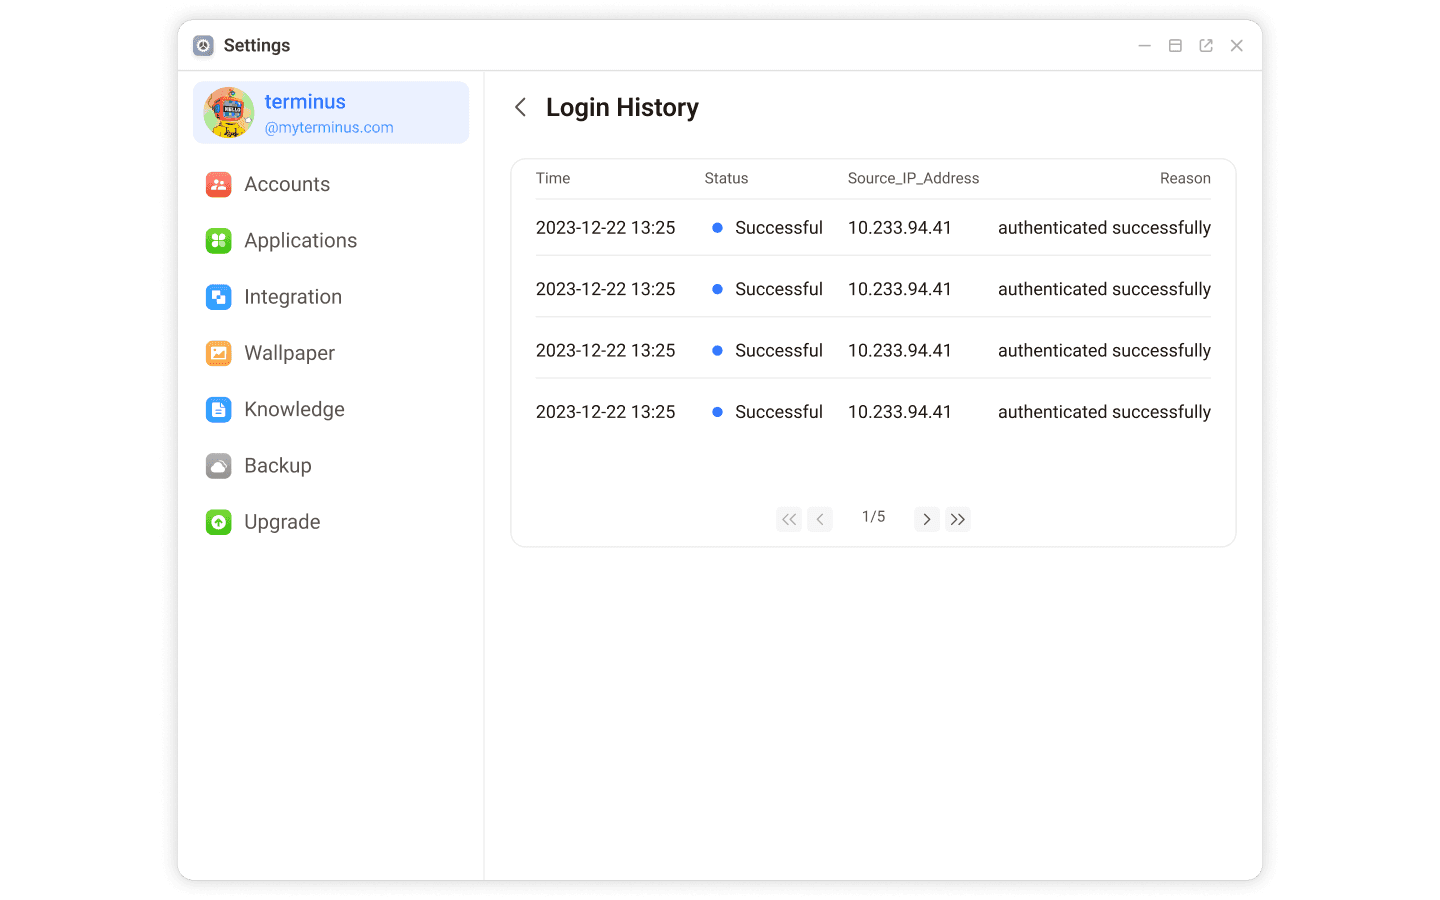 Settings
terminus
@myterminus.com
Accounts
Applications
Integration
Wallpaper
Knowledge
Backup
Upgrade
Login History
Time Status Source_IP_Address Reason
2023-12-22 13:25 Successful 10.233.94.41 authenticated successfully
2023-12-22 13:25 Successful 10.233.94.41 authenticated successfully
2023-12-22 13:25 Successful 10.233.94.41 authenticated successfully
2023-12-22 13:25 Successful 10.233.94.41 authenticated successfully
1/5